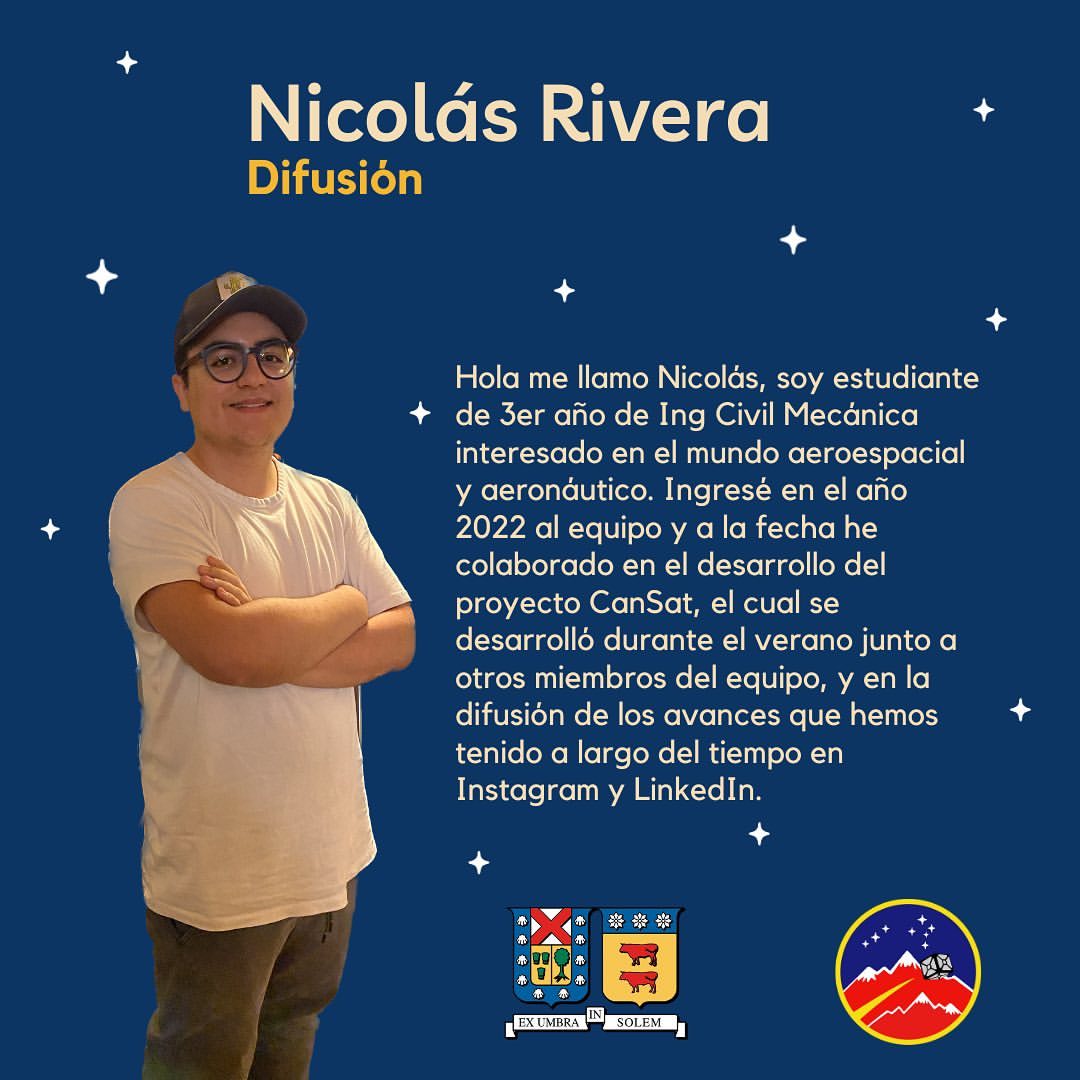 Nicolás Rivera
Difusión
Hola me llamo Nicolás, soy estudiante
de 3er año de Ing Civil Mecánica
interesado en el mundo aeroespacial
y aeronáutico. Ingresé en el año
2022 al equipo y a la fecha he
colaborado en el desarrollo del
proyecto CanSat, el cual se
desarrolló durante el verano junto a
otros miembros del equipo, y en la
difusión de los avances que hemos
tenido a largo del tiempo en
Instagram y LinkedIn.
EX UMBRA IN SOLEM